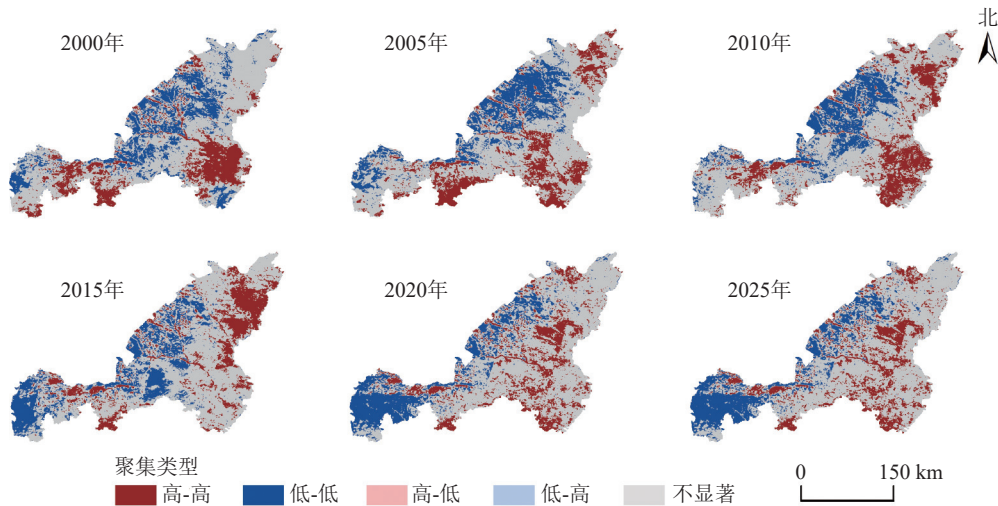 北
2000年
2005年
2010年
2015年
2020年
2025年
聚集类型
高-高
低-低
高-低
低-高
不显著
0
150 km